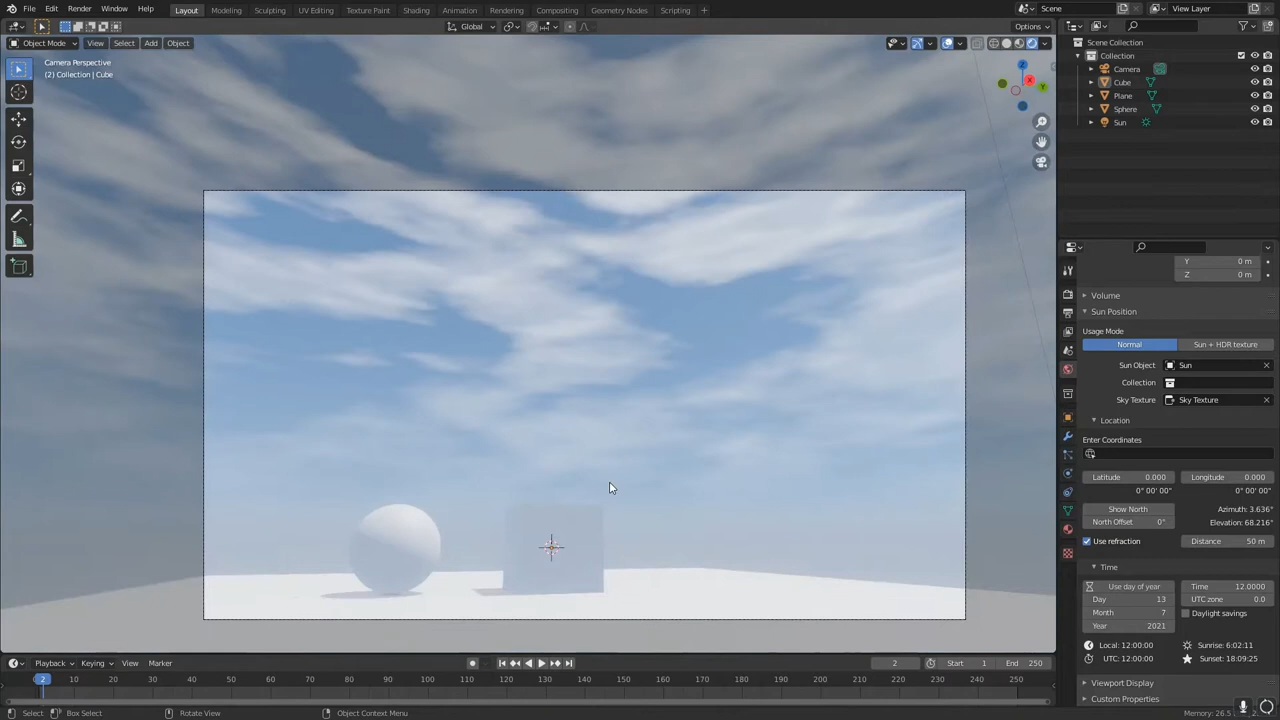 File Edit Render Window Help Layout Modeling Sculpting UV Editing Texture Paint Shading Animation Rendering Compositing Geometry Nodes Scripting Scene View Layer
Global Options
Object Mode View Select Add Object
Camera Perspective
(2) Collection | Cube
Z
X
Y
Scene Collection
Collection
Camera
Cube
Plane
Sphere
Sun
Y 0 m
Z 0 m
Volume
Sun Position
Usage Mode
Normal Sun + HDR texture
Sun Object Sun
Collection
Sky Texture Sky Texture
Location
Enter Coordinates
Latitude 0.000 Longitude 0.000
0° 00' 00" 0° 00' 00"
Show North Azimuth: 3.636°
North Offset 0° Elevation: 68.216°
Use refraction Distance 50 m
Time
Use day of year Time 12.0000
Day 13 UTC zone 0.0
Month 7 Daylight savings
Year 2021
Local: 12:00:00 Sunrise: 6:02:11
UTC: 12:00:00 Sunset: 18:09:25
Viewport Display
Custom Properties
Playback Keying View Marker 2 Start 1 End 250
2 10 20 30 40 50 60 70 80 90 100 110 120 130 140 150 160 170 180 190 200 210 220 230 240 250
Select Box Select Rotate View Object Context Menu Memory: 26.5